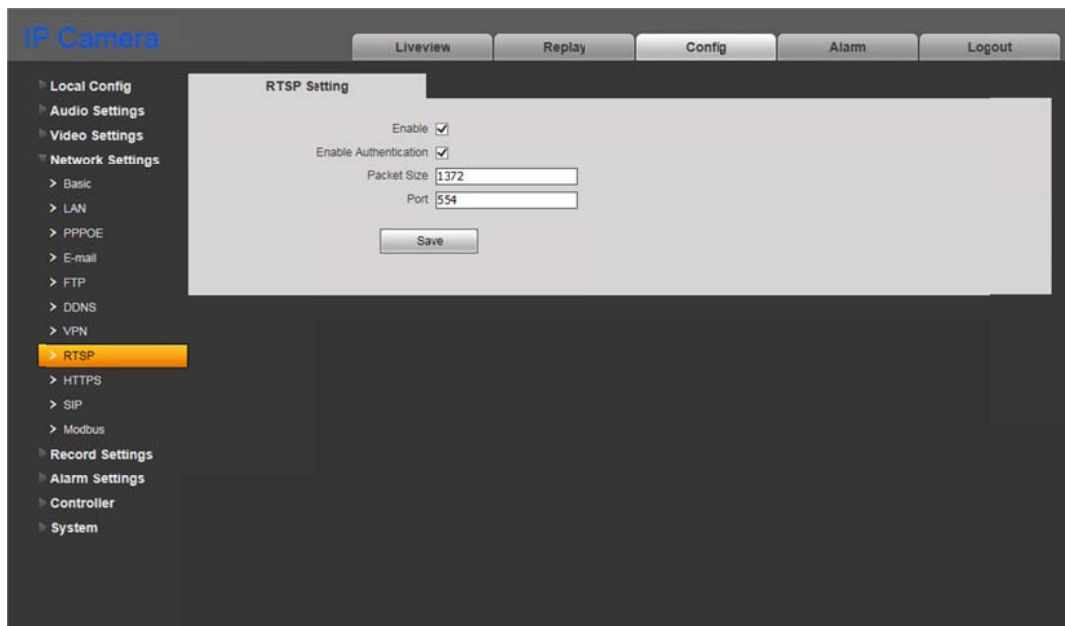 IP Camera
Liveview
Replay
Config
Alarm
Logout
Local Config
Audio Settings
Video Settings
Network Settings
> Basic
> LAN
> PPPOE
> E-mail
> FTP
> DDNS
> VPN
> RTSP
> HTTPS
> SIP
> Modbus
Record Settings
Alarm Settings
Controller
System
RTSP Setting
Enable
Enable Authentication
Packet Size 1372
Port 554
Save